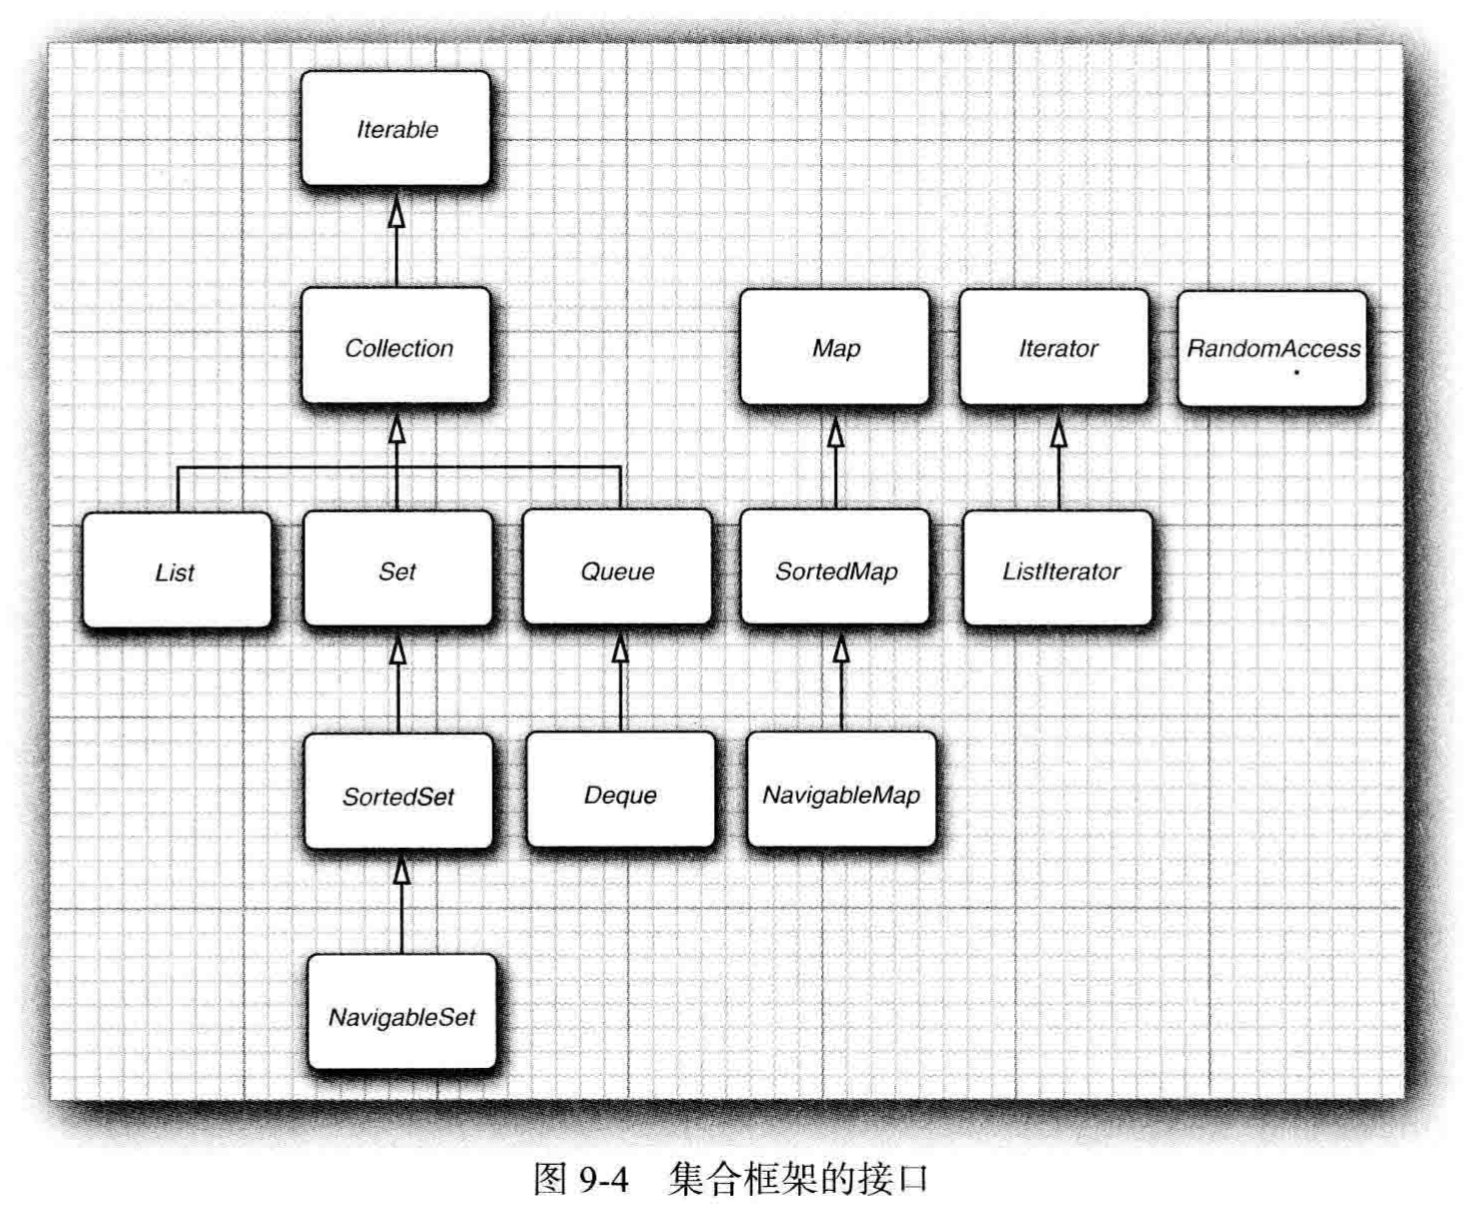 Iterable
Collection
Map
Iterator
RandomAccess
List
Set
Queue
SortedMap
ListIterator
SortedSet
Deque
NavigableMap
NavigableSet
图 9-4 集合框架的接口